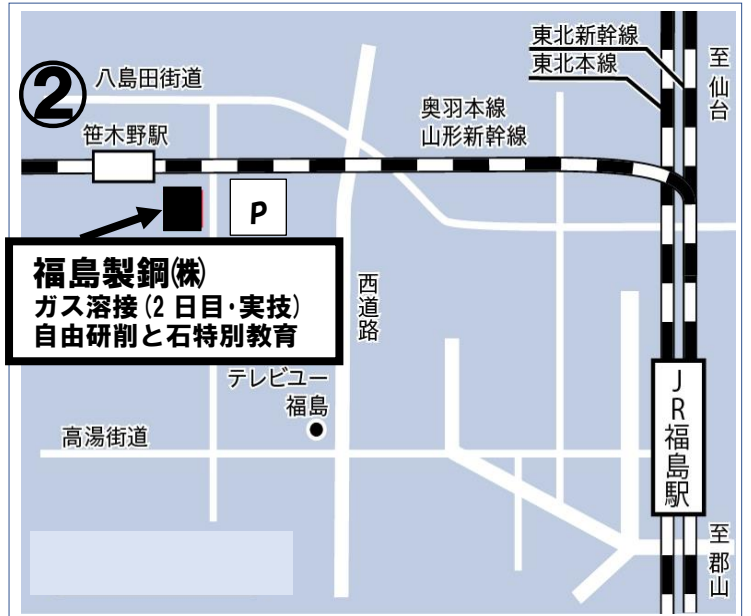 ②
八島田街道
笹木野駅
奥羽本線
山形新幹線
東北新幹線
東北本線
至仙台
P
福島製鋼㈱
ガス溶接(2日目・実技)
自由研削と石特別教育
西道路
テレビユー
福島
高湯街道
JR福島駅
至郡山